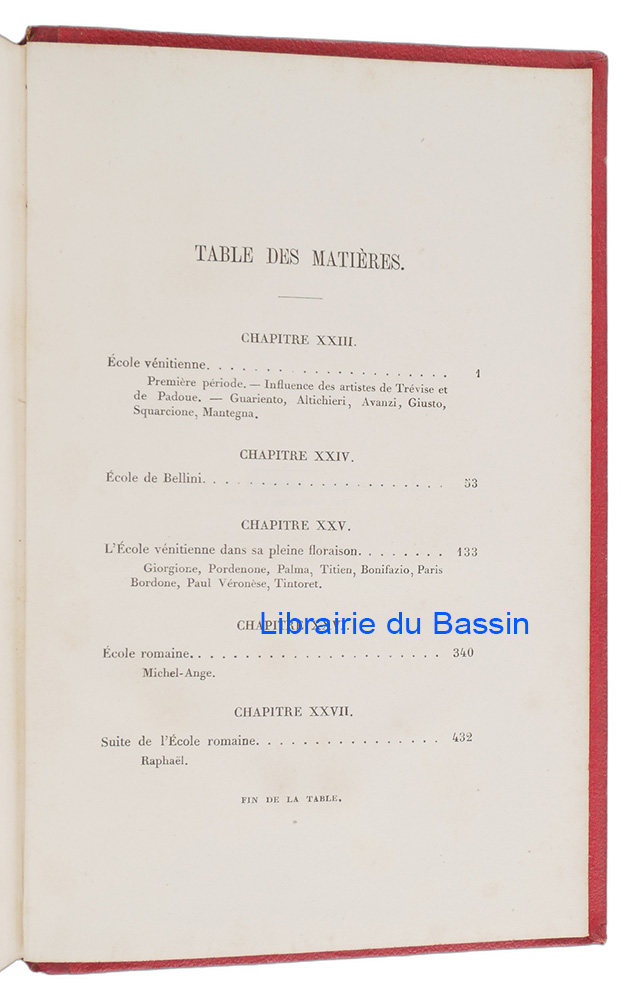 TABLE DES MATIÈRES.
CHAPITRE XXIII.
École vénitienne. . . . . . . . . . . . . . . . . . . . . 1
Première période. — Influence des artistes de Trévise et
de Padoue. — Guariento, Altichieri, Avanzi, Giusto,
Squarcione, Mantegna.
CHAPITRE XXIV.
École de Bellini. . . . . . . . . . . . . . . . . . . . . 53
CHAPITRE XXV.
L'École vénitienne dans sa pleine floraison. . . . . . . . 133
Giorgione, Pordenone, Palma, Titien, Bonifazio, Paris
Bordone, Paul Véronèse, Tintoret.
CHAPITRE XXVI.
Librairie du Bassin
École romaine. . . . . . . . . . . . . . . . . . . . . . 340
Michel-Ange.
CHAPITRE XXVII.
Suite de l'École romaine. . . . . . . . . . . . . . . . 432
Raphaël.
FIN DE LA TABLE.